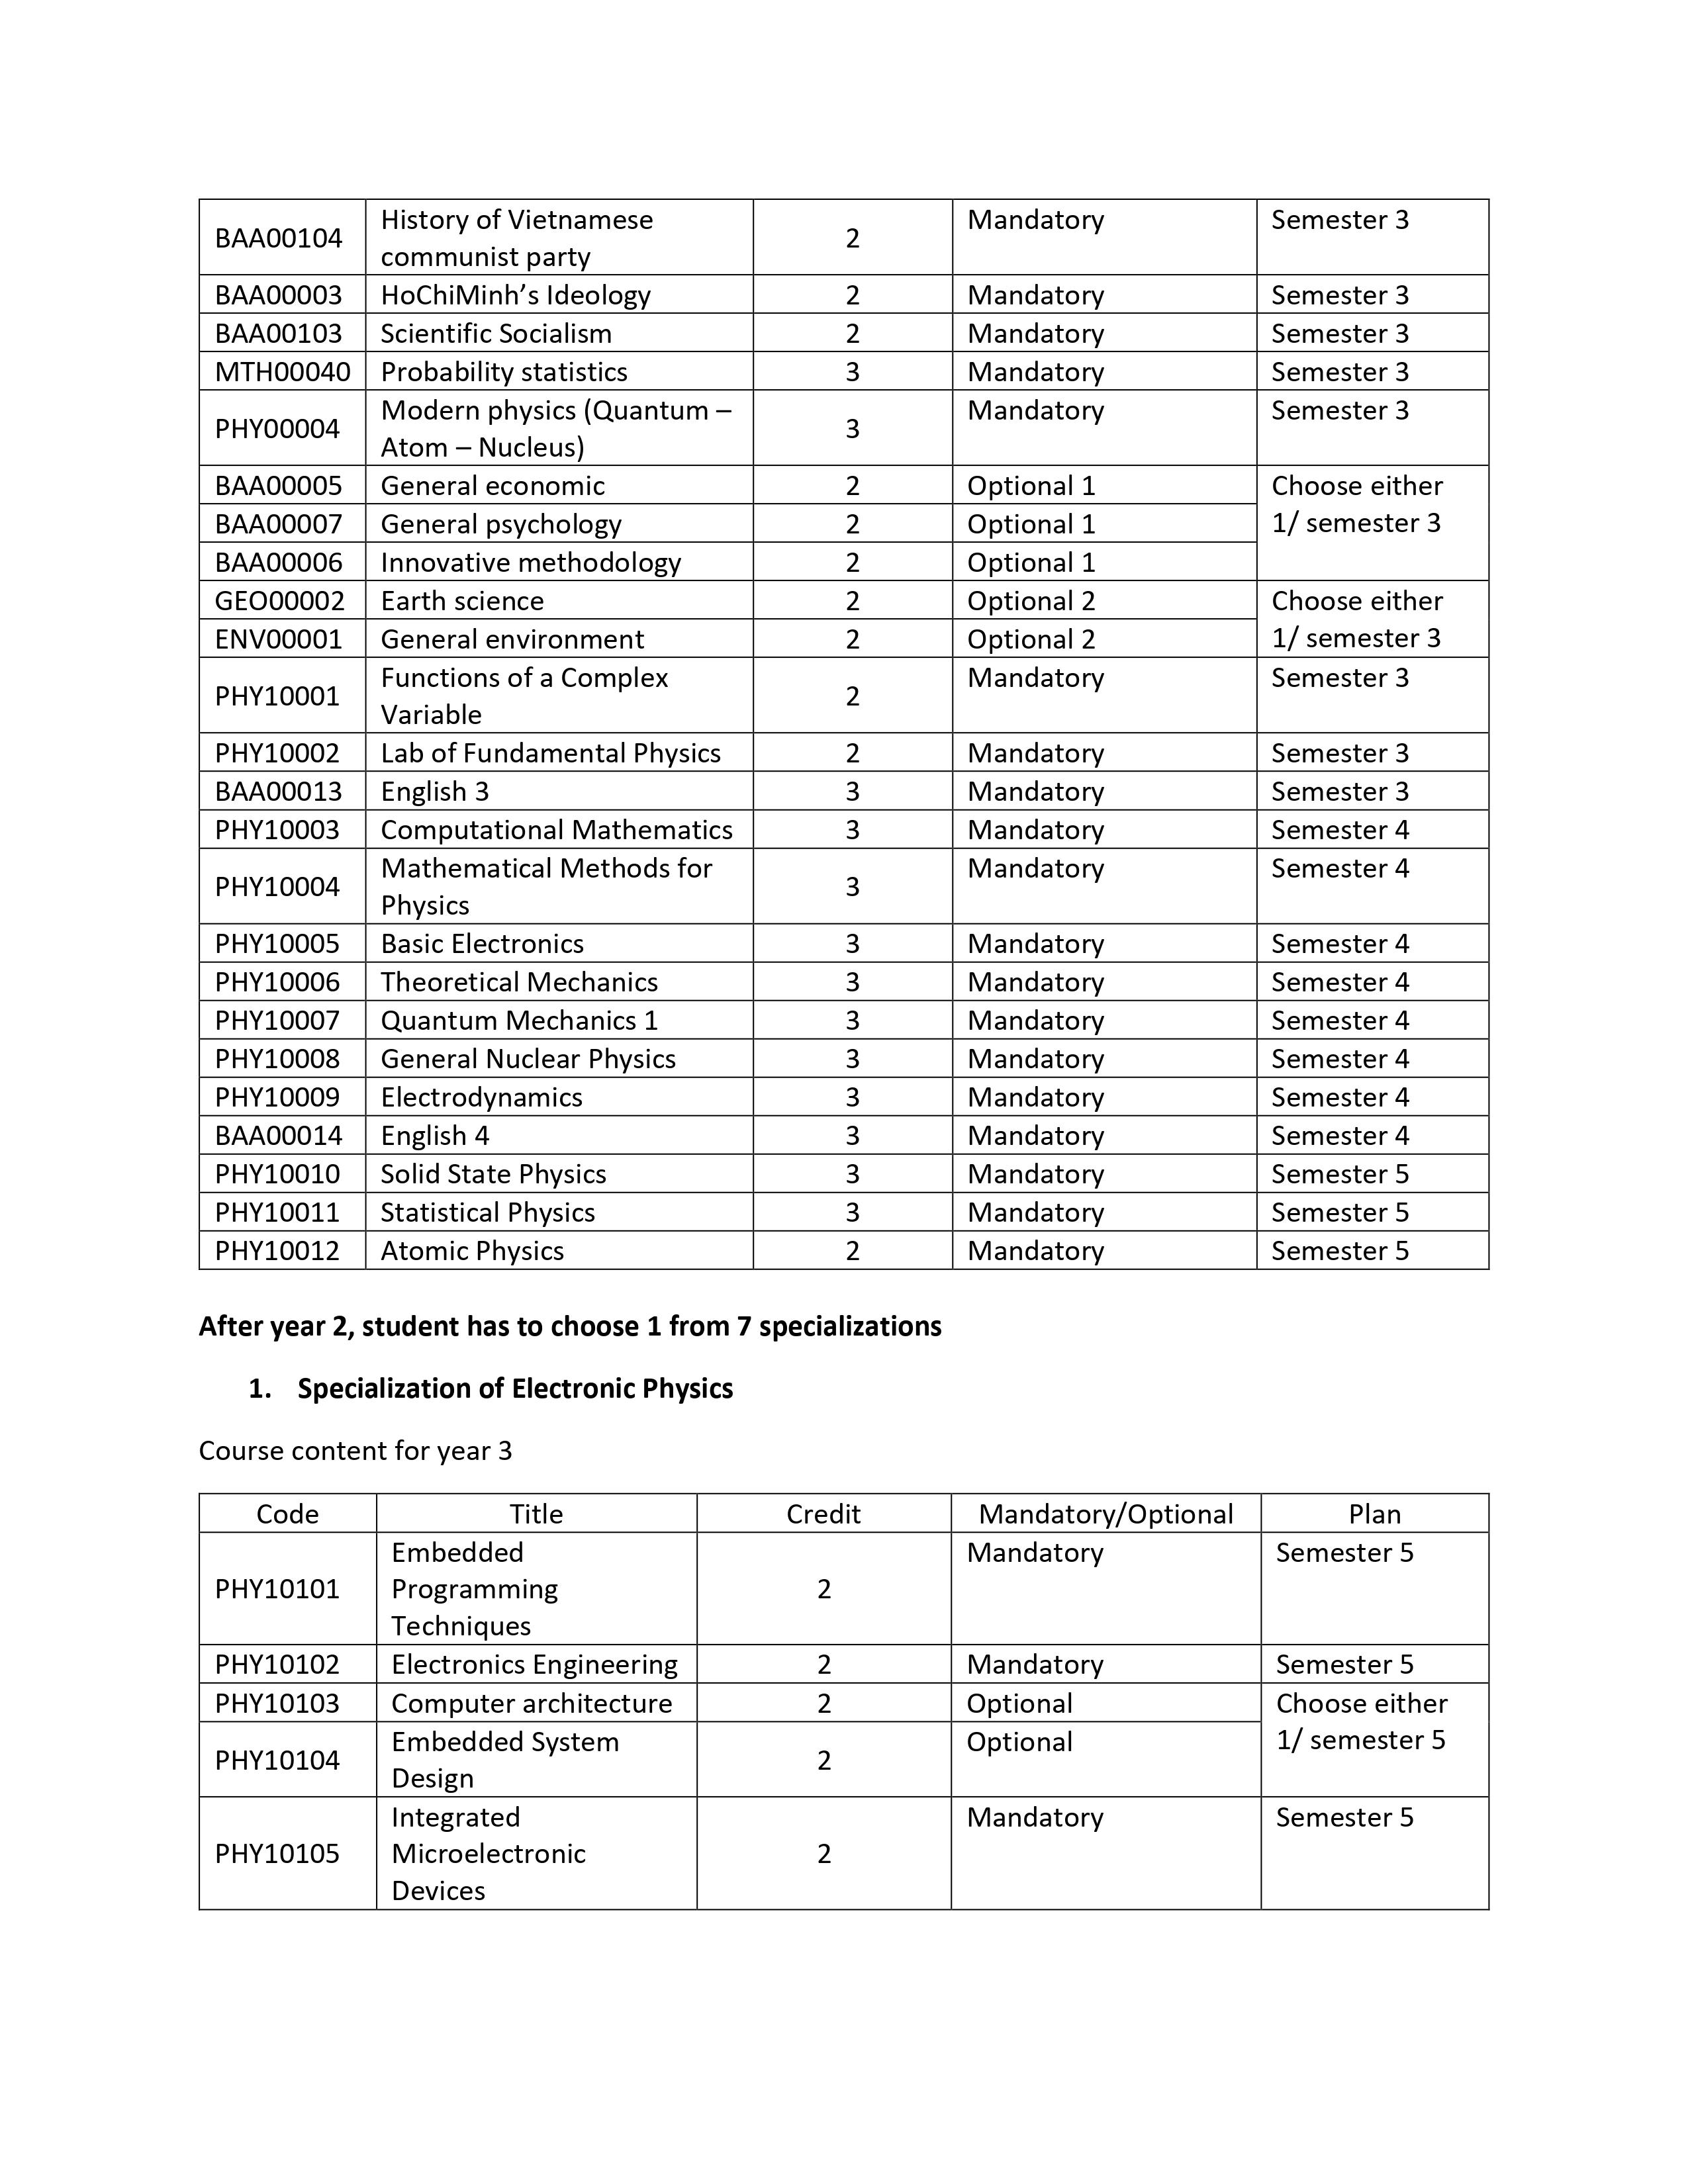 BAA00104 History of Vietnamese communist party 2 Mandatory Semester 3
BAA00003 HoChiMinh’s Ideology 2 Mandatory Semester 3
BAA00103 Scientific Socialism 2 Mandatory Semester 3
MTH00040 Probability statistics 3 Mandatory Semester 3
PHY00004 Modern physics (Quantum – Atom – Nucleus) 3 Mandatory Semester 3
BAA00005 General economic 2 Optional 1 Choose either 1/ semester 3
BAA00007 General psychology 2 Optional 1
BAA00006 Innovative methodology 2 Optional 1
GEO00002 Earth science 2 Optional 2 Choose either 1/ semester 3
ENV00001 General environment 2 Optional 2
PHY10001 Functions of a Complex Variable 2 Mandatory Semester 3
PHY10002 Lab of Fundamental Physics 2 Mandatory Semester 3
BAA00013 English 3 3 Mandatory Semester 3
PHY10003 Computational Mathematics 3 Mandatory Semester 4
PHY10004 Mathematical Methods for Physics 3 Mandatory Semester 4
PHY10005 Basic Electronics 3 Mandatory Semester 4
PHY10006 Theoretical Mechanics 3 Mandatory Semester 4
PHY10007 Quantum Mechanics 1 3 Mandatory Semester 4
PHY10008 General Nuclear Physics 3 Mandatory Semester 4
PHY10009 Electrodynamics 3 Mandatory Semester 4
BAA00014 English 4 3 Mandatory Semester 4
PHY10010 Solid State Physics 3 Mandatory Semester 5
PHY10011 Statistical Physics 3 Mandatory Semester 5
PHY10012 Atomic Physics 2 Mandatory Semester 5
After year 2, student has to choose 1 from 7 specializations
1. Specialization of Electronic Physics
Course content for year 3
Code Title Credit Mandatory/Optional Plan
PHY10101 Embedded Programming Techniques 2 Mandatory Semester 5
PHY10102 Electronics Engineering 2 Mandatory Semester 5
PHY10103 Computer architecture 2 Optional Choose either 1/ semester 5
PHY10104 Embedded System Design 2 Optional
PHY10105 Integrated Microelectronic Devices 2 Mandatory Semester 5